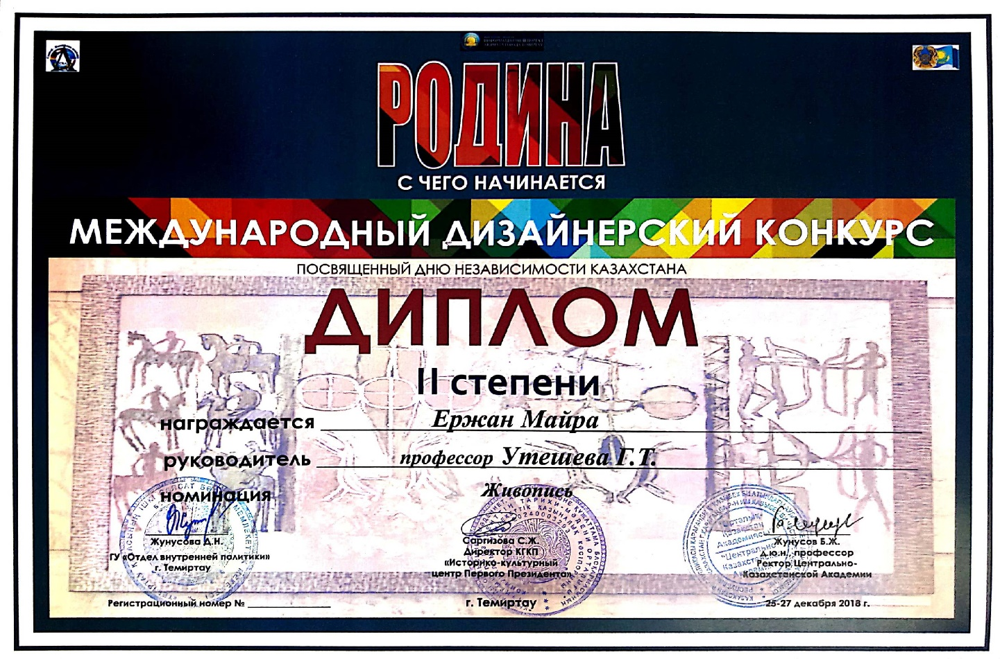 РОДИНА
С ЧЕГО НАЧИНАЕТСЯ
МЕЖДУНАРОДНЫЙ ДИЗАЙНЕРСКИЙ КОНКУРС
ПОСВЯЩЕННЫЙ ДНЮ НЕЗАВИСИМОСТИ КАЗАХСТАНА
ДИПЛОМ
II степени
награждается Ержан Майра
руководитель профессор Утешева Г.Т.
номинация Живопись
Жунусова Д.Н.
ГУ «Отдел внутренней политики»
г. Темиртау
Саргизова С.Ж.
Директор КГКП
«Историко-культурный
центр Первого Президента»
Жунусов Б.Ж.
д.ю.н., профессор
Ректор Центрально-
Казахстанской Академии
Регистрационный номер №
г. Темиртау
25-27 декабря 2018 г.